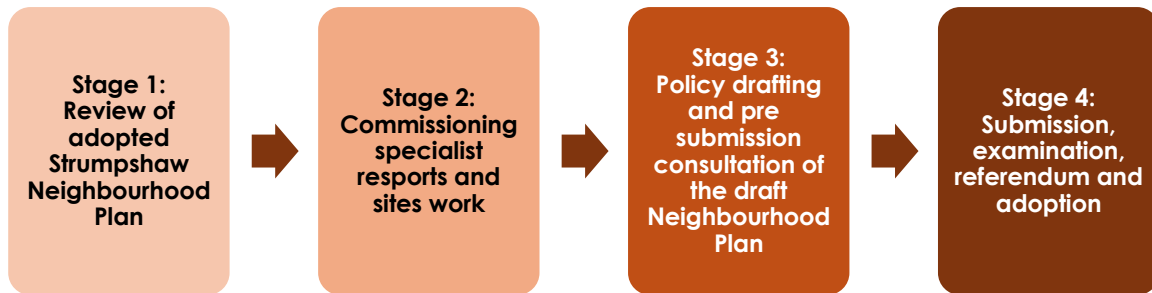 Stage 1:
Review of
adopted
Strumpshaw
Neighbourhood
Plan
Stage 2:
Commissioning
specialist
resports and
sites work
Stage 3:
Policy drafting
and pre
submission
consultation of
the draft
Neighbourhood
Plan
Stage 4:
Submission,
examination,
referendum and
adoption